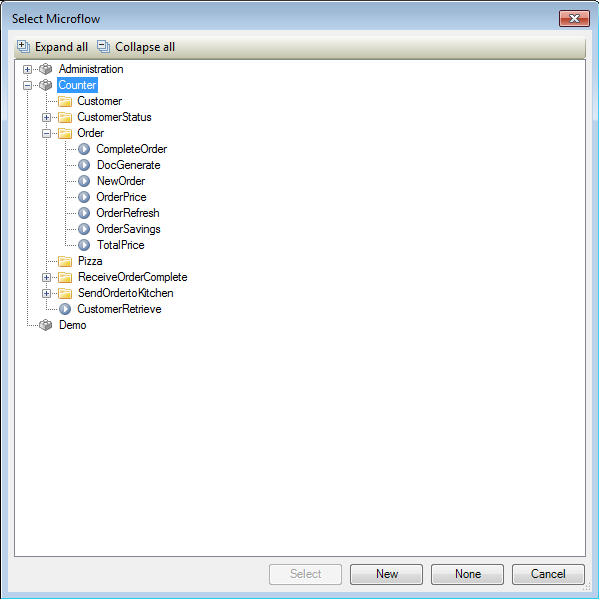 Select Microflow
Expand all Collapse all
Administration
Counter
Customer
CustomerStatus
Order
CompleteOrder
DocGenerate
NewOrder
OrderPrice
OrderRefresh
OrderSavings
TotalPrice
Pizza
ReceiveOrderComplete
SendOrdertoKitchen
CustomerRetrieve
Demo
Select New None Cancel